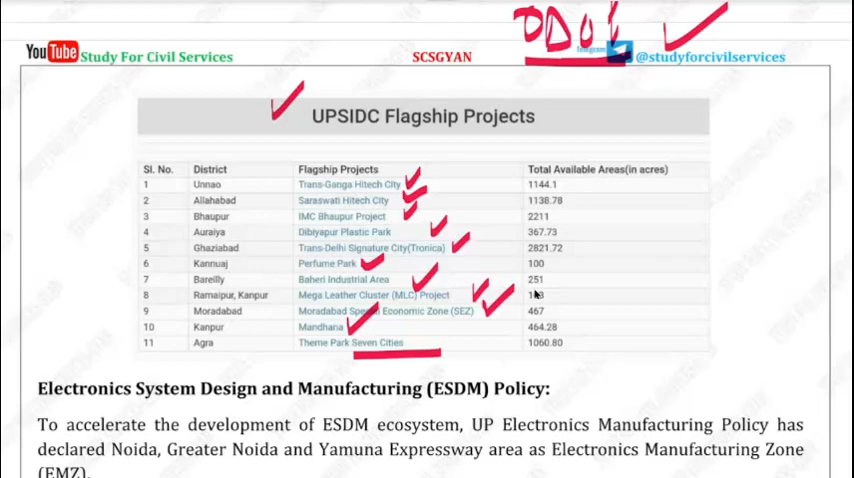 YouTube Study For Civil Services SCSGYAN Telegram @studyforcivilservices
UPSIDC Flagship Projects
Sl. No. District Flagship Projects Total Available Areas(in acres)
1 Unnao Trans-Ganga Hitech City 1144.1
2 Allahabad Saraswati Hitech City 1138.78
3 Bhaupur IMC Bhaupur Project 2211
4 Auraiya Dibiyapur Plastic Park 367.73
5 Ghaziabad Trans-Delhi Signature City(Tronica) 2821.72
6 Kannuaj Perfume Park 100
7 Bareilly Baheri Industrial Area 251
8 Ramaipur, Kanpur Mega Leather Cluster (MLC) Project
9 Moradabad Moradabad Special Economic Zone (SEZ) 467
10 Kanpur Mandhana 464.28
11 Agra Theme Park Seven Cities 1060.80
Electronics System Design and Manufacturing (ESDM) Policy:
To accelerate the development of ESDM ecosystem, UP Electronics Manufacturing Policy has
declared Noida, Greater Noida and Yamuna Expressway area as Electronics Manufacturing Zone
(EMZ).